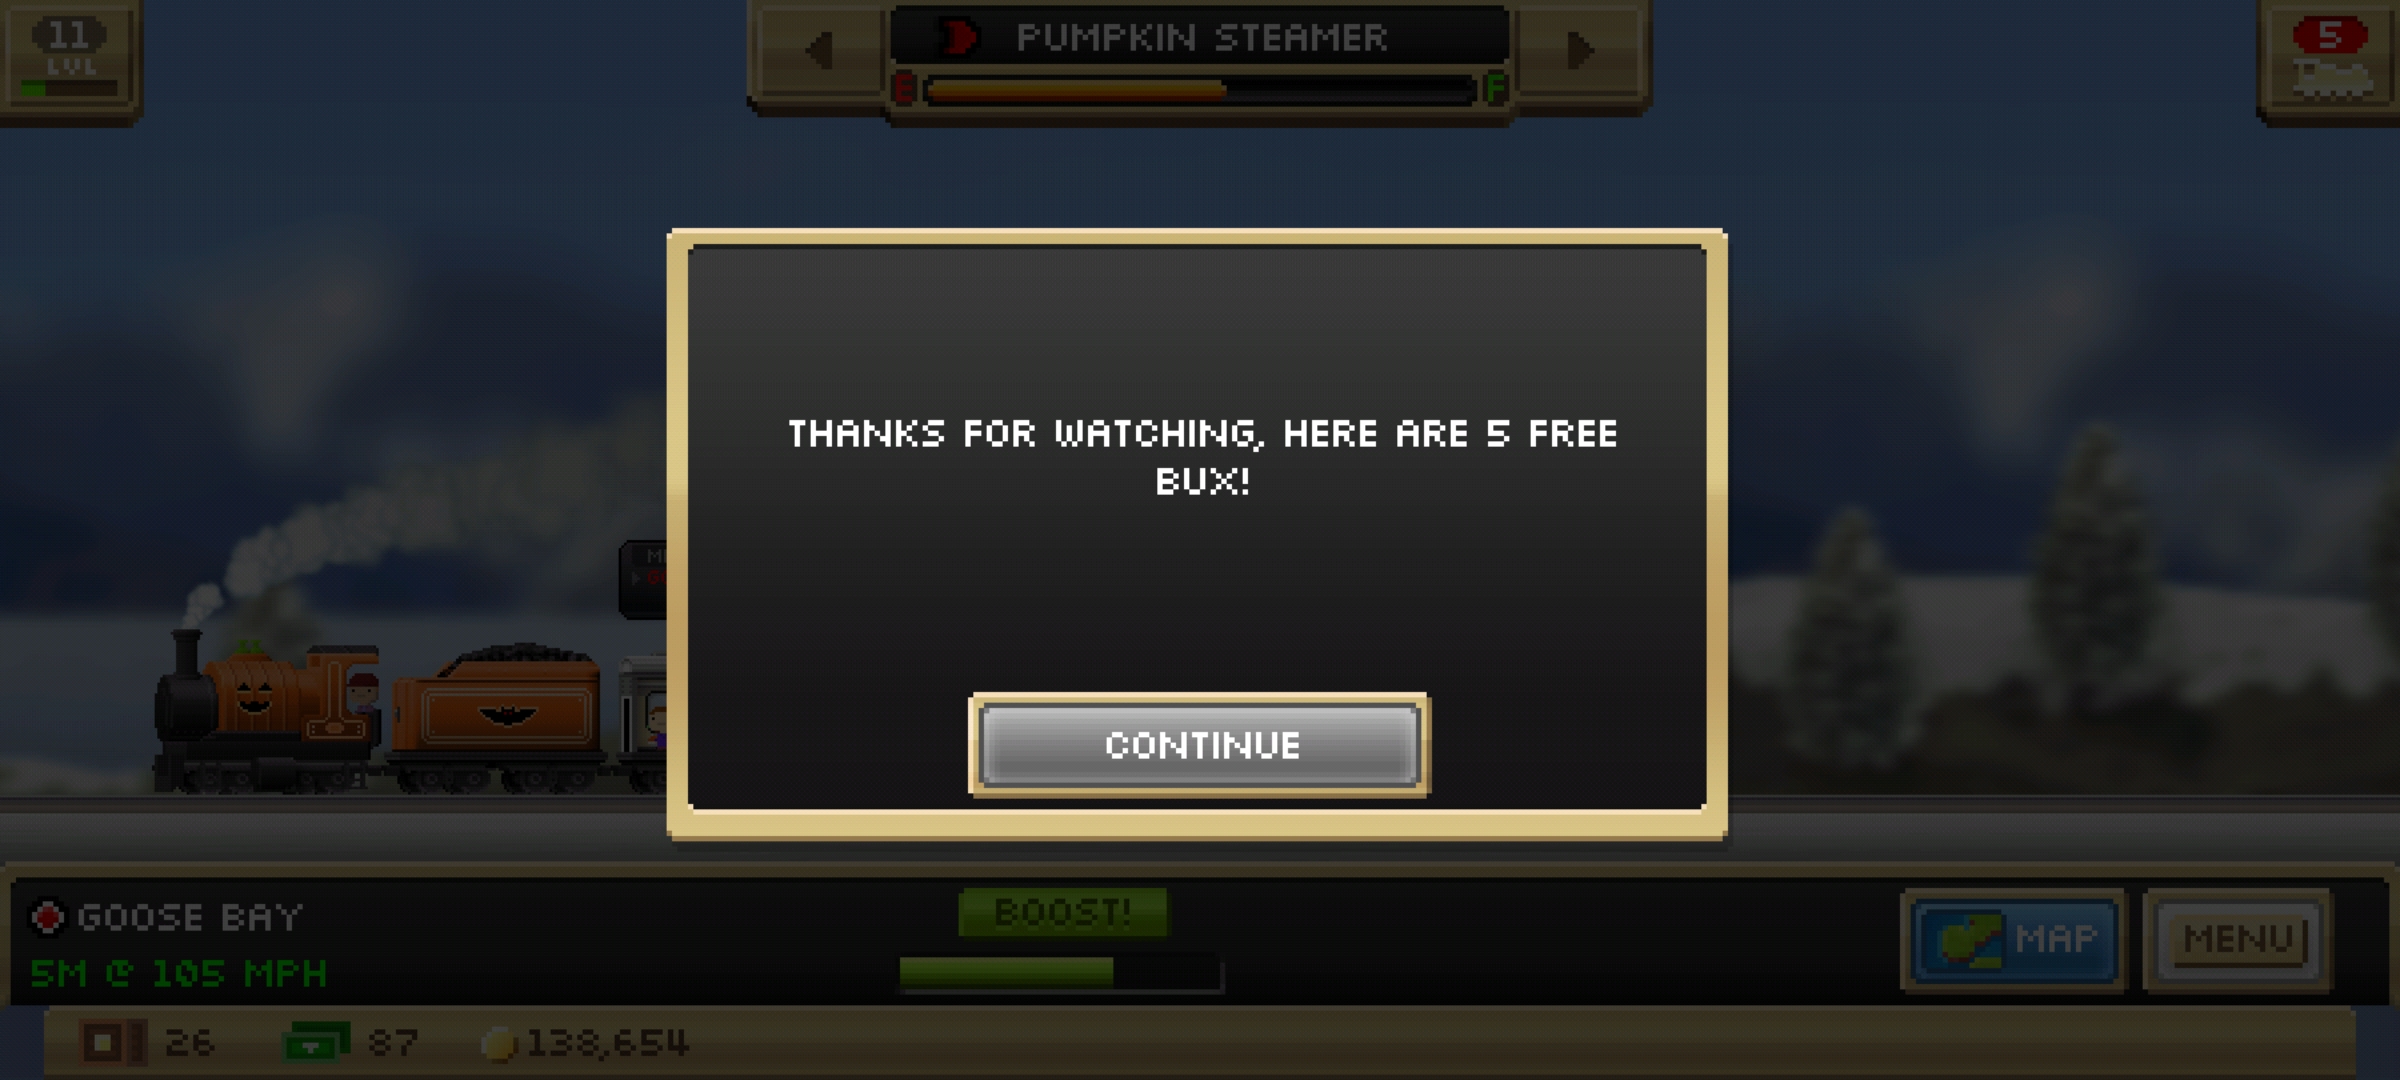 11
LVL
PUMPKIN STEAMER
E
F
5
THANKS FOR WATCHING, HERE ARE 5 FREE
BUX!
CONTINUE
GOOSE BAY
5M @ 105 MPH
BOOST!
MAP
MENU
26
87
138,654